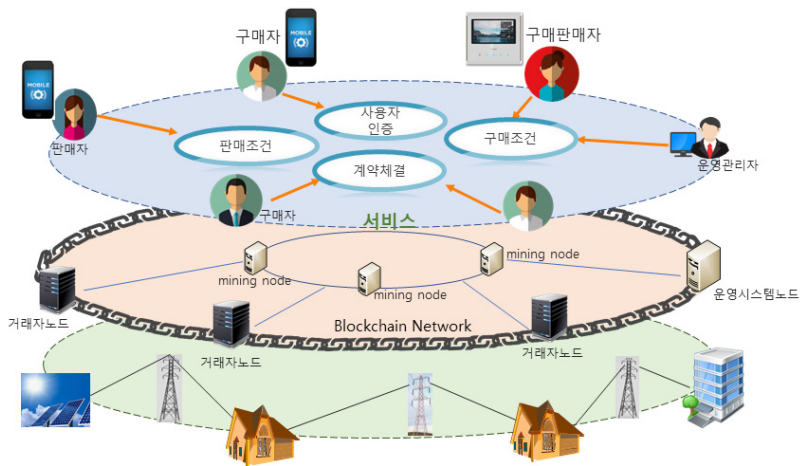 구매자
MOBILE
구매판매자
MOBILE
판매자
사용자
인증
판매조건
구매조건
계약체결
운영관리자
구매자
서비스
mining node
mining node
mining node
거래자노드
운영시스템노드
Blockchain Network
거래자노드
거래자노드